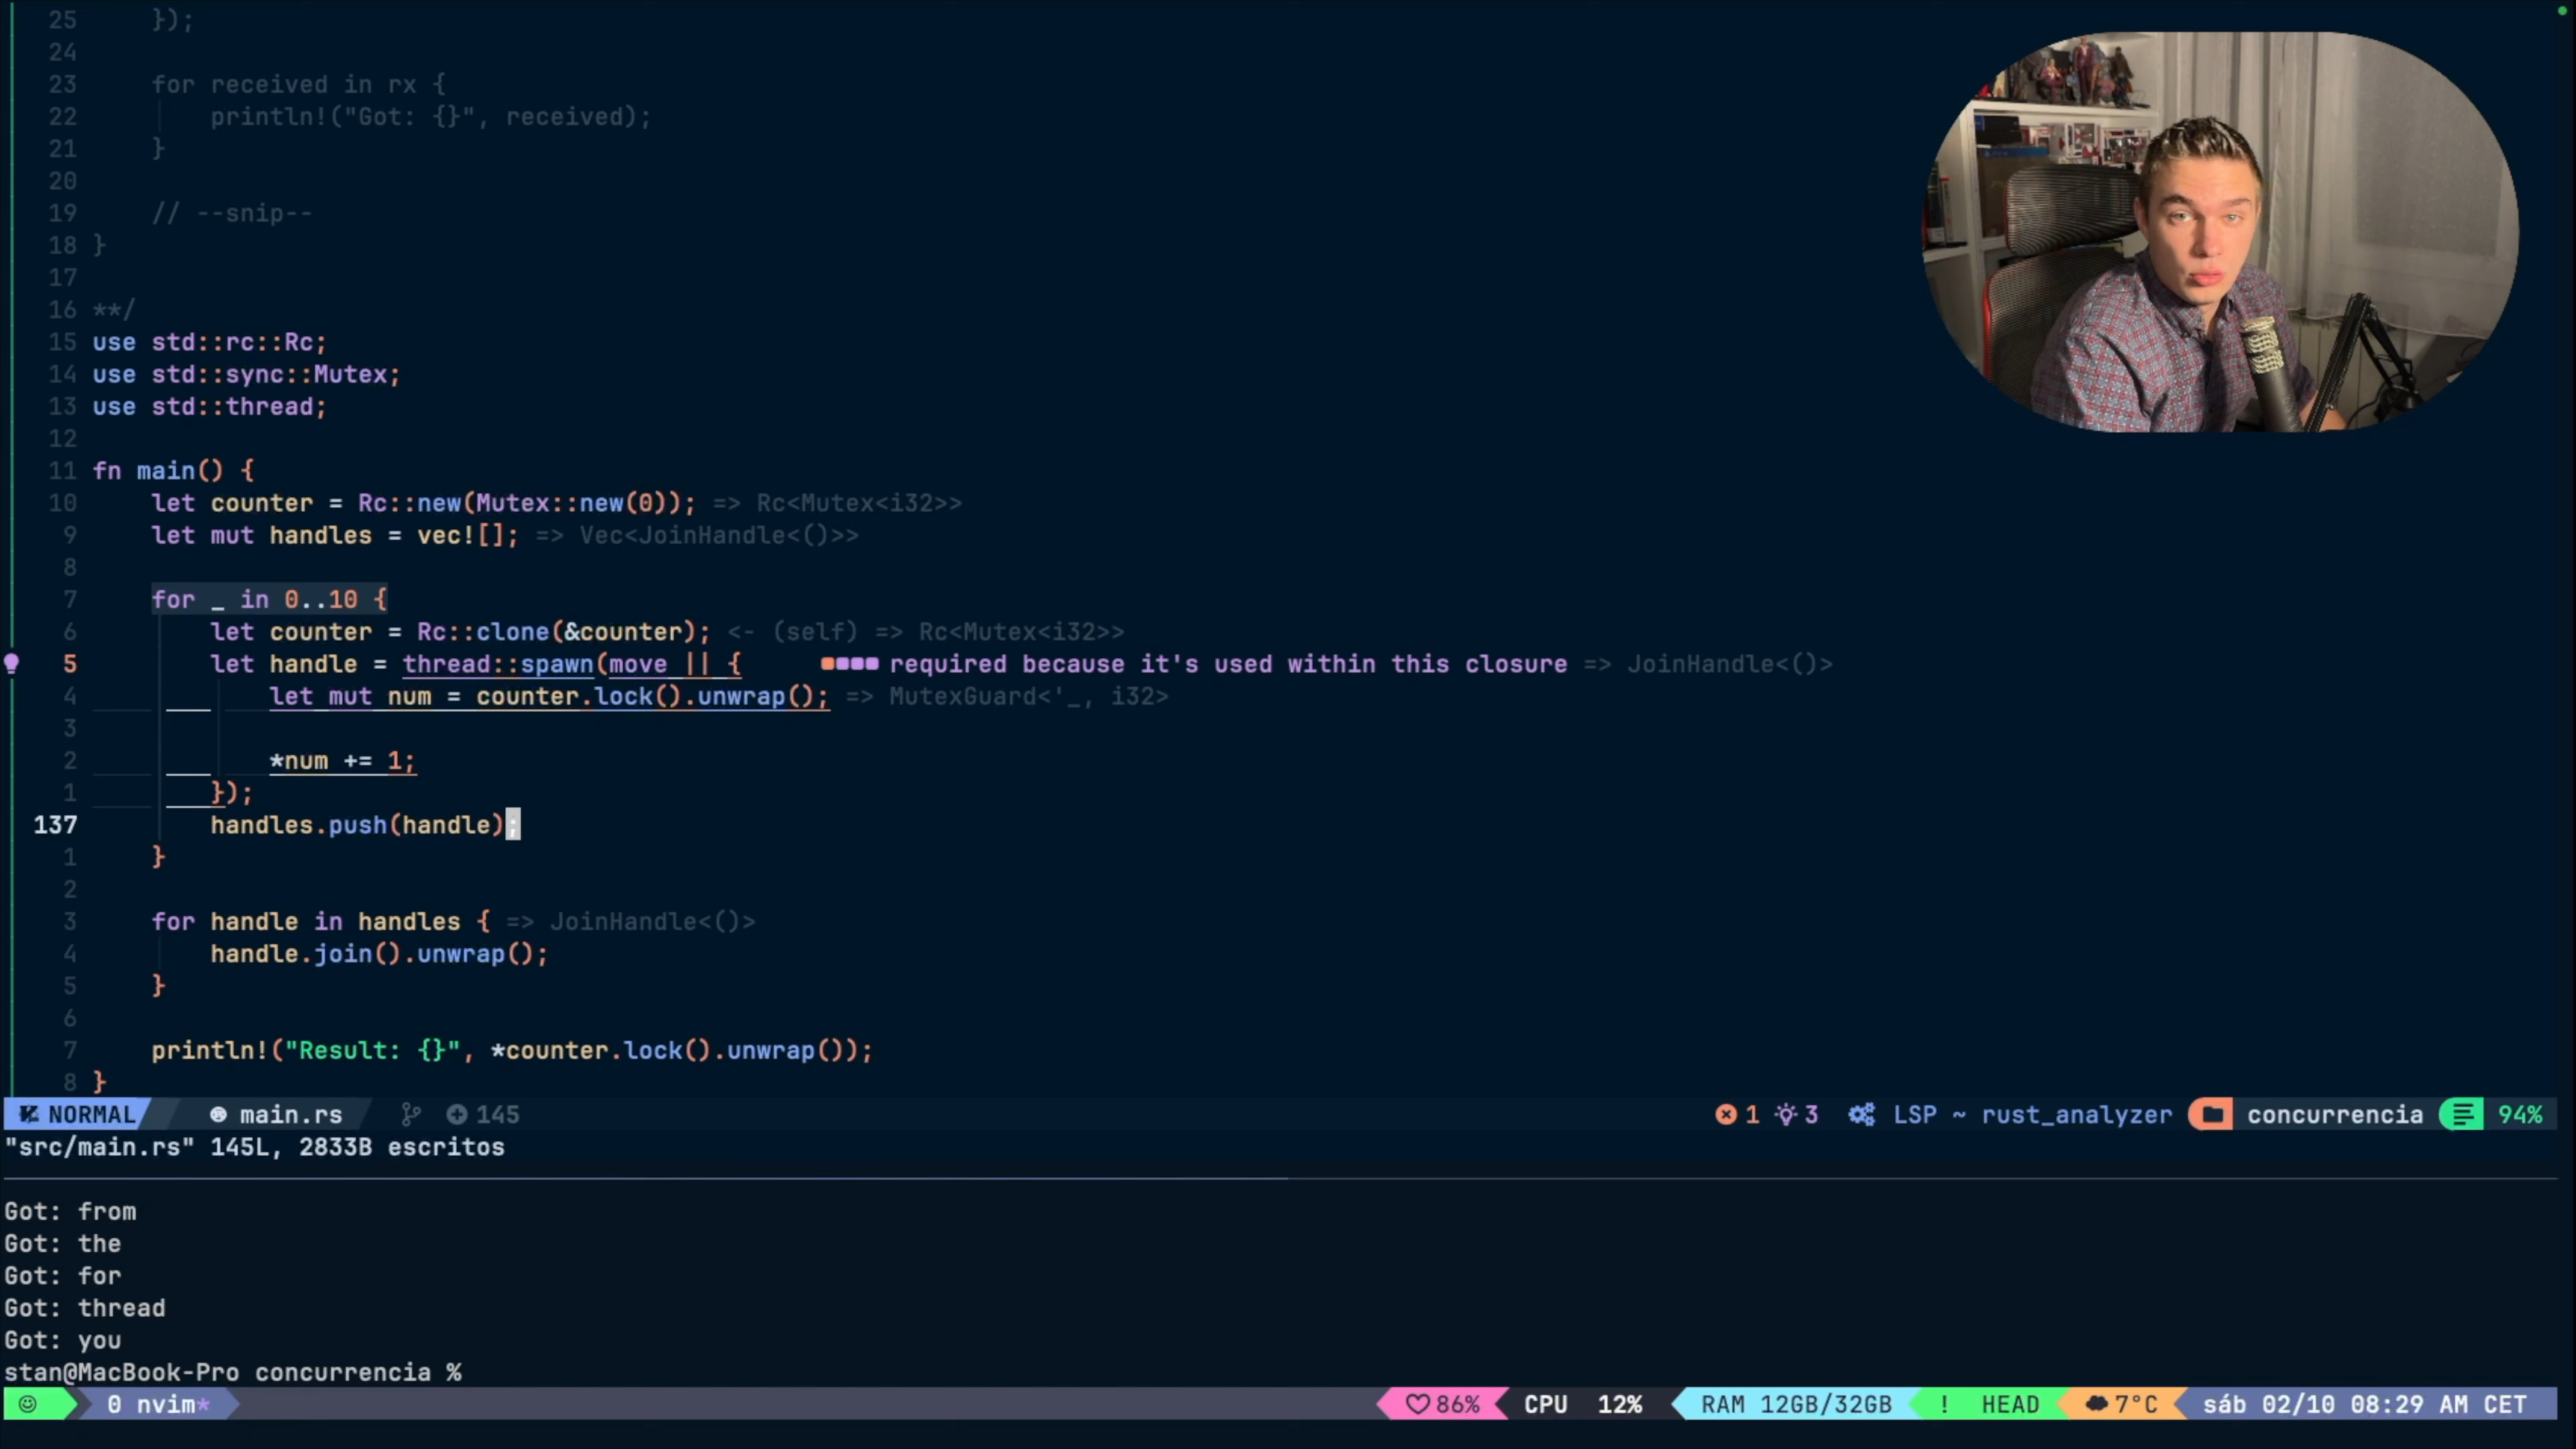 25 });
24
23 for received in rx {
22 println!("Got: {}", received);
21 }
20
19 // --snip--
18 }
17
16 **/
15 use std::rc::Rc;
14 use std::sync::Mutex;
13 use std::thread;
12
11 fn main() {
10 let counter = Rc::new(Mutex::new(0)); => Rc<Mutex<i32>>
9 let mut handles = vec![]; => Vec<JoinHandle<()>>
8
7 for _ in 0..10 {
6 let counter = Rc::clone(&counter); <- (self) => Rc<Mutex<i32>>
5 let handle = thread::spawn(move || { required because it's used within this closure => JoinHandle<()>
4 let mut num = counter.lock().unwrap(); => MutexGuard<'_, i32>
3
2 *num += 1;
1 });
137 handles.push(handle);
1 }
2
3 for handle in handles { => JoinHandle<()>
4 handle.join().unwrap();
5 }
6
7 println!("Result: {}", *counter.lock().unwrap());
8 }
NORMAL main.rs 145 1 3 LSP ~ rust_analyzer concurrencia 94%
"src/main.rs" 145L, 2833B escritos
Got: from
Got: the
Got: for
Got: thread
Got: you
stan@MacBook-Pro concurrencia %
0 nvim* 86% CPU 12% RAM 12GB/32GB ! HEAD 7°C sáb 02/10 08:29 AM CET